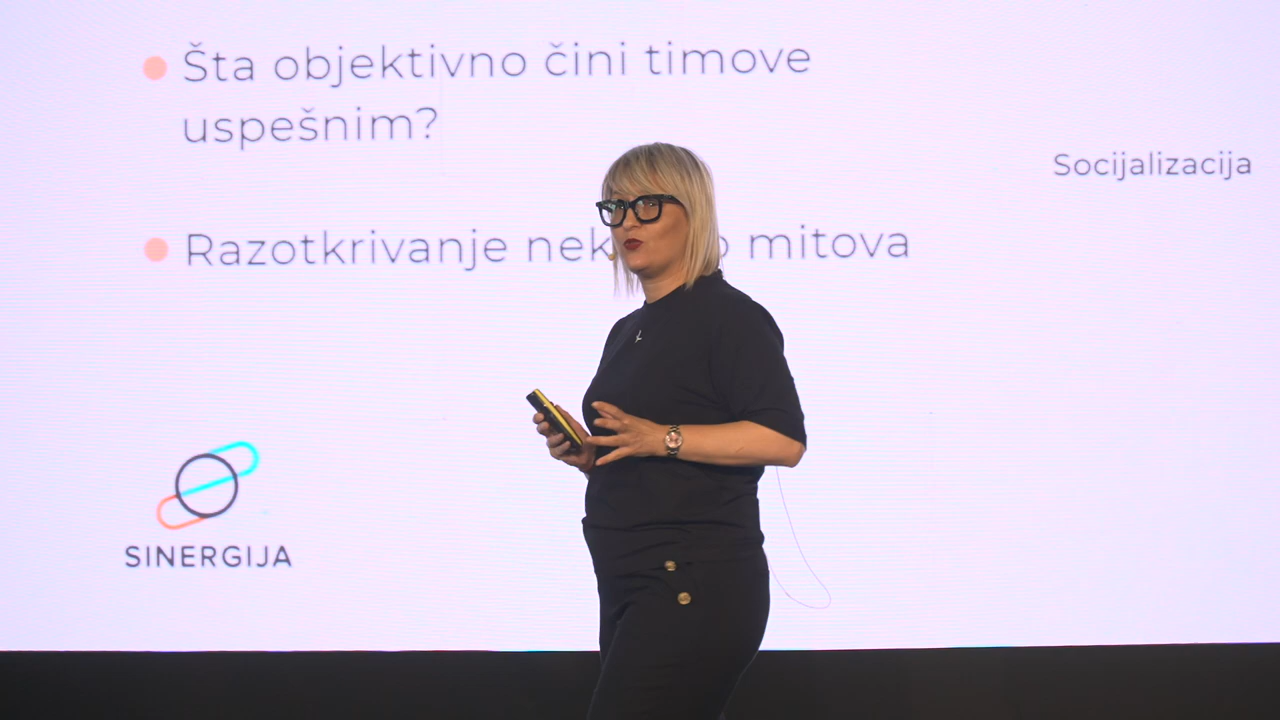 Šta objektivno čini timove
uspešnim?
Socijalizacija
Razotkrivanje mitova
SINERGIJA